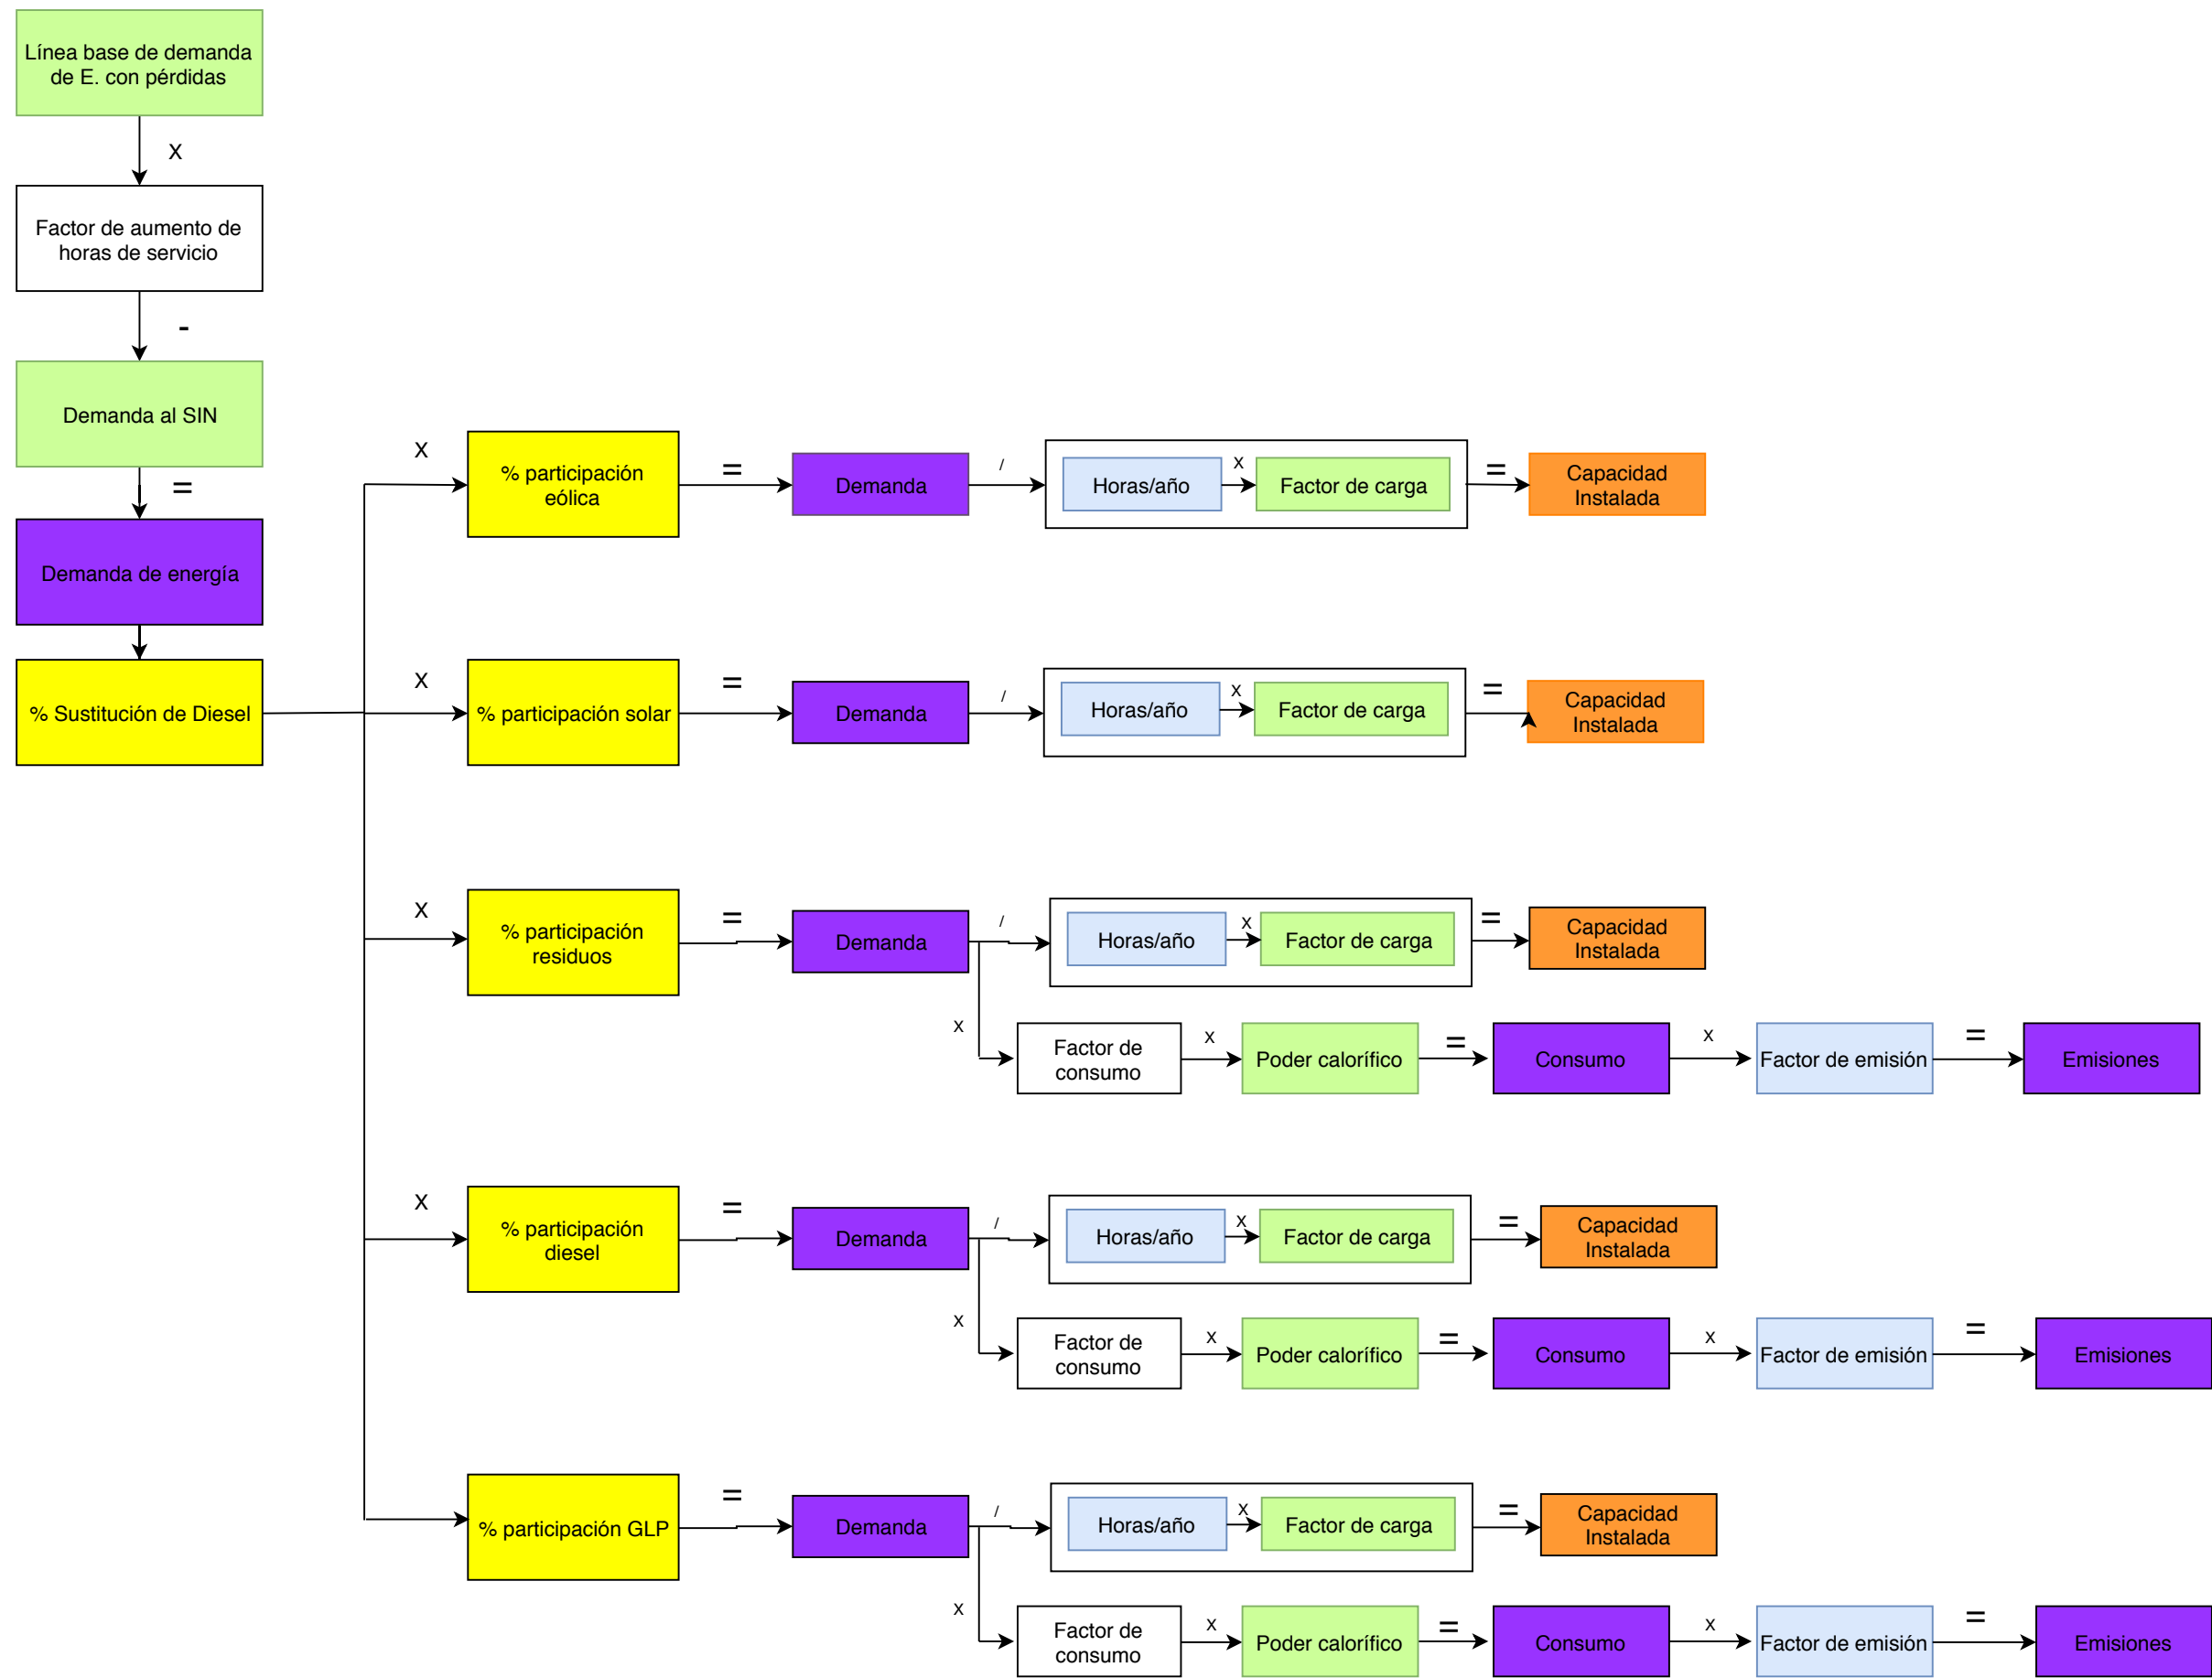 Línea base de demanda
de E. con pérdidas
x
Factor de aumento de
horas de servicio
-
Demanda al SIN
=
Demanda de energía
% Sustitución de Diesel
x
% participación
eólica
=
Demanda
/
Horas/año
x
Factor de carga
=
Capacidad
Instalada
x
% participación solar
=
Demanda
/
Horas/año
x
Factor de carga
=
Capacidad
Instalada
x
% participación
residuos
=
Demanda
/
Horas/año
x
Factor de carga
=
Capacidad
Instalada
x
Factor de
consumo
x
Poder calorífico
=
Consumo
x
Factor de emisión
=
Emisiones
x
% participación
diesel
=
Demanda
/
Horas/año
x
Factor de carga
=
Capacidad
Instalada
x
Factor de
consumo
x
Poder calorífico
=
Consumo
x
Factor de emisión
=
Emisiones
% participación GLP
=
Demanda
/
Horas/año
x
Factor de carga
=
Capacidad
Instalada
x
Factor de
consumo
x
Poder calorífico
=
Consumo
x
Factor de emisión
=
Emisiones